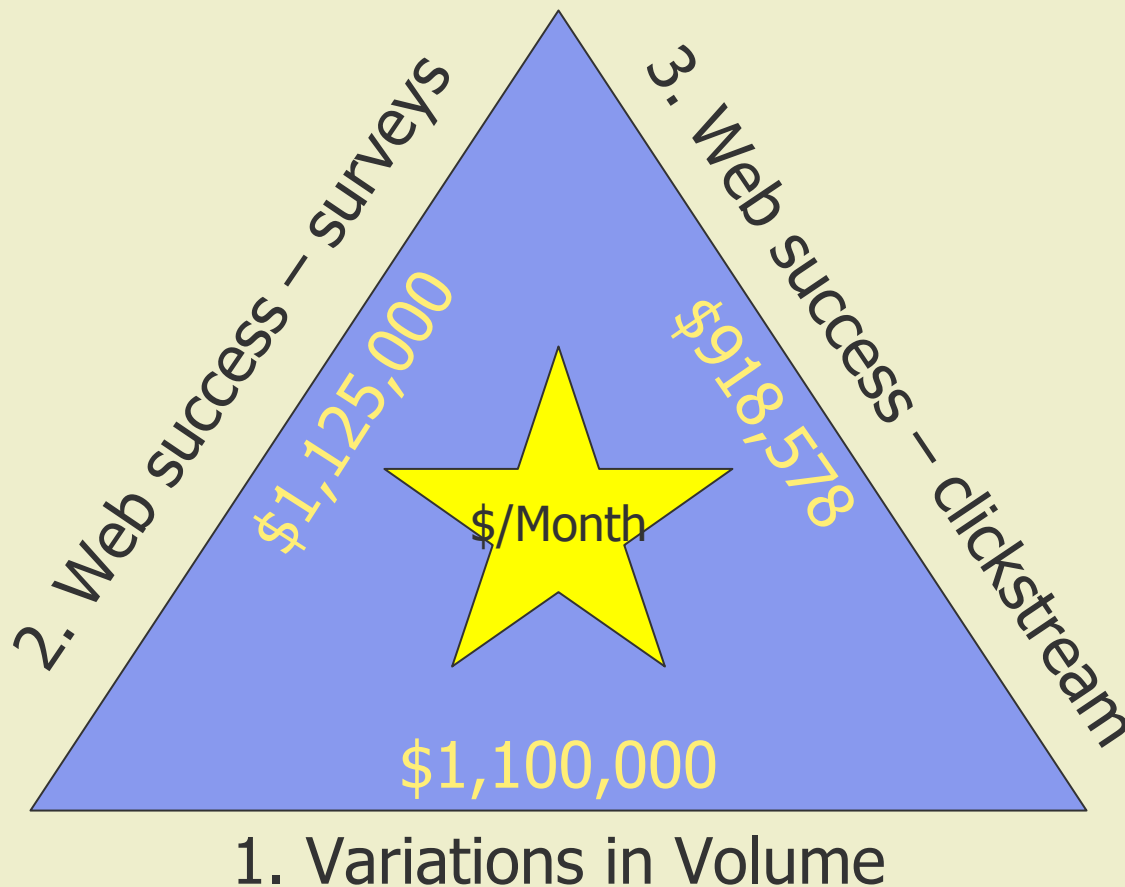 2. Web success – surveys
3. Web success – clickstream
$1,125,000
$918,578
$/Month
$1,100,000
1. Variations in Volume